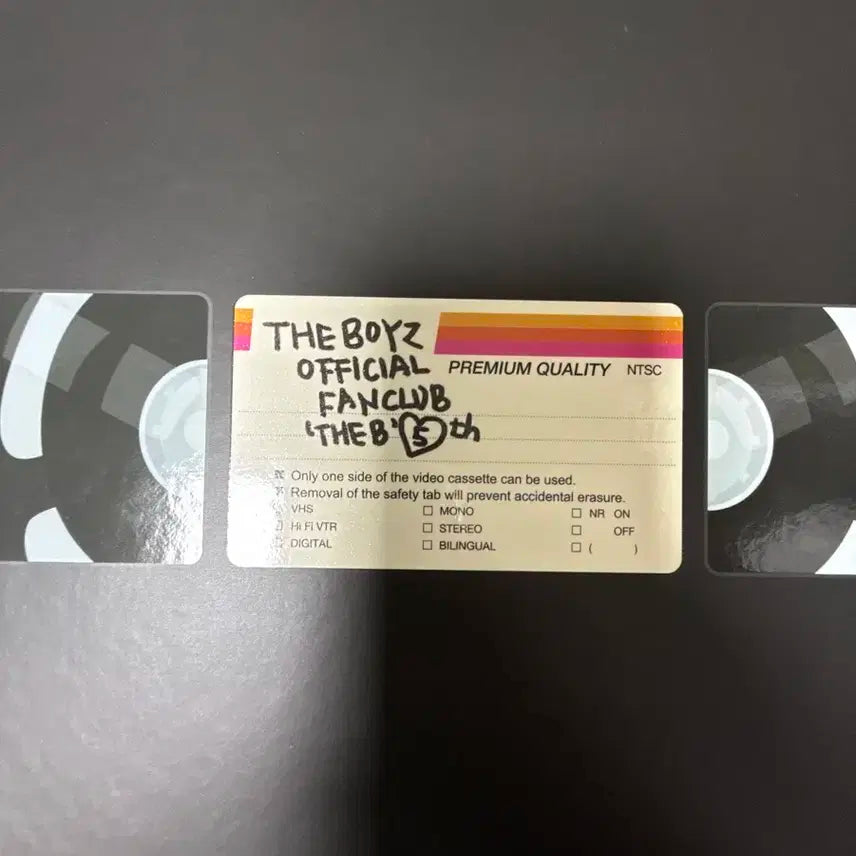 THE BOYZ
OFFICIAL
FANCLUB
'THE B' 5th
PREMIUM QUALITY NTSC
Only one side of the video cassette can be used.
Removal of the safety tab will prevent accidental erasure.
VHS MONO NR ON
Hi Fi VTR STEREO OFF
DIGITAL BILINGUAL ( )